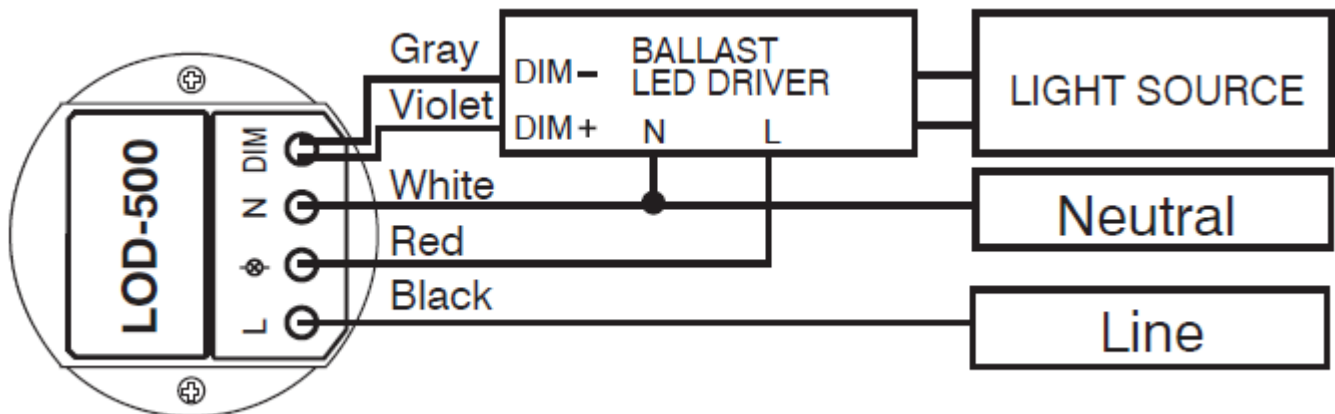 LOD-500
DIM
N
L
Gray
Violet
White
Red
Black
DIM-
DIM+
BALLAST
LED DRIVER
N
L
LIGHT SOURCE
Neutral
Line